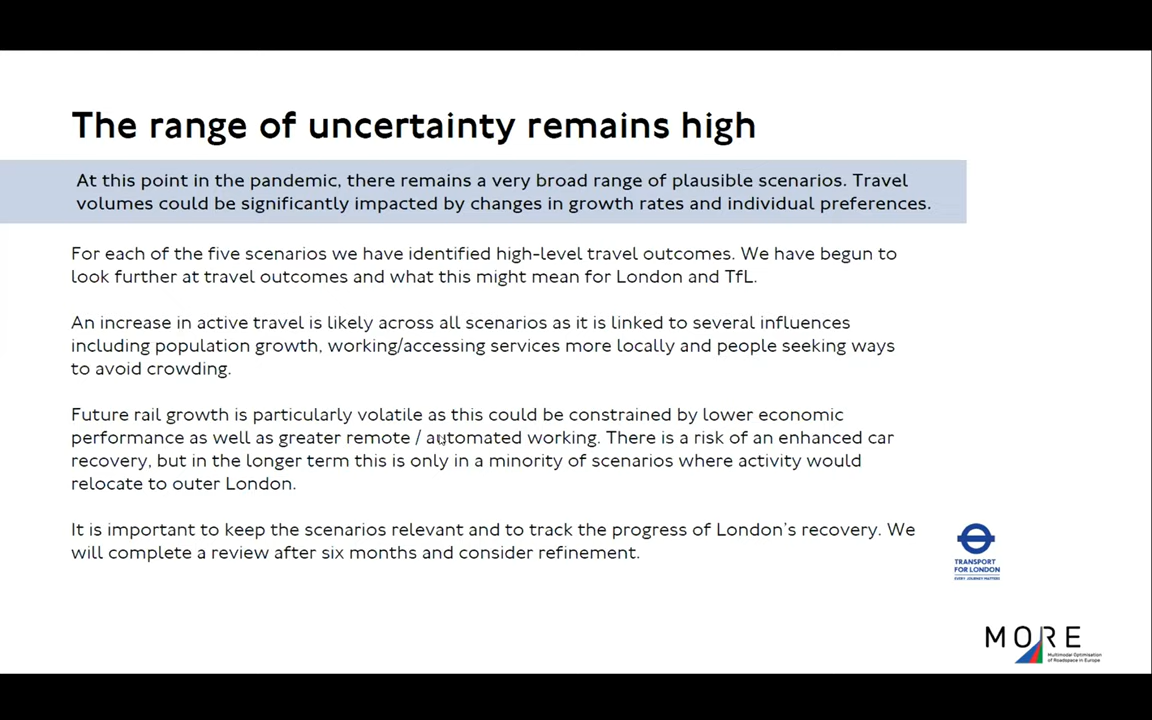 The range of uncertainty remains high
At this point in the pandemic, there remains a very broad range of plausible scenarios. Travel
volumes could be significantly impacted by changes in growth rates and individual preferences.
For each of the five scenarios we have identified high-level travel outcomes. We have begun to
look further at travel outcomes and what this might mean for London and TfL.
An increase in active travel is likely across all scenarios as it is linked to several influences
including population growth, working/accessing services more locally and people seeking ways
to avoid crowding.
Future rail growth is particularly volatile as this could be constrained by lower economic
performance as well as greater remote / automated working. There is a risk of an enhanced car
recovery, but in the longer term this is only in a minority of scenarios where activity would
relocate to outer London.
It is important to keep the scenarios relevant and to track the progress of London's recovery. We
will complete a review after six months and consider refinement.
TRANSPORT
FOR LONDON
EVERY JOURNEY MATTERS
MORE
Multimodal Optimisation
of Roadspace in Europe